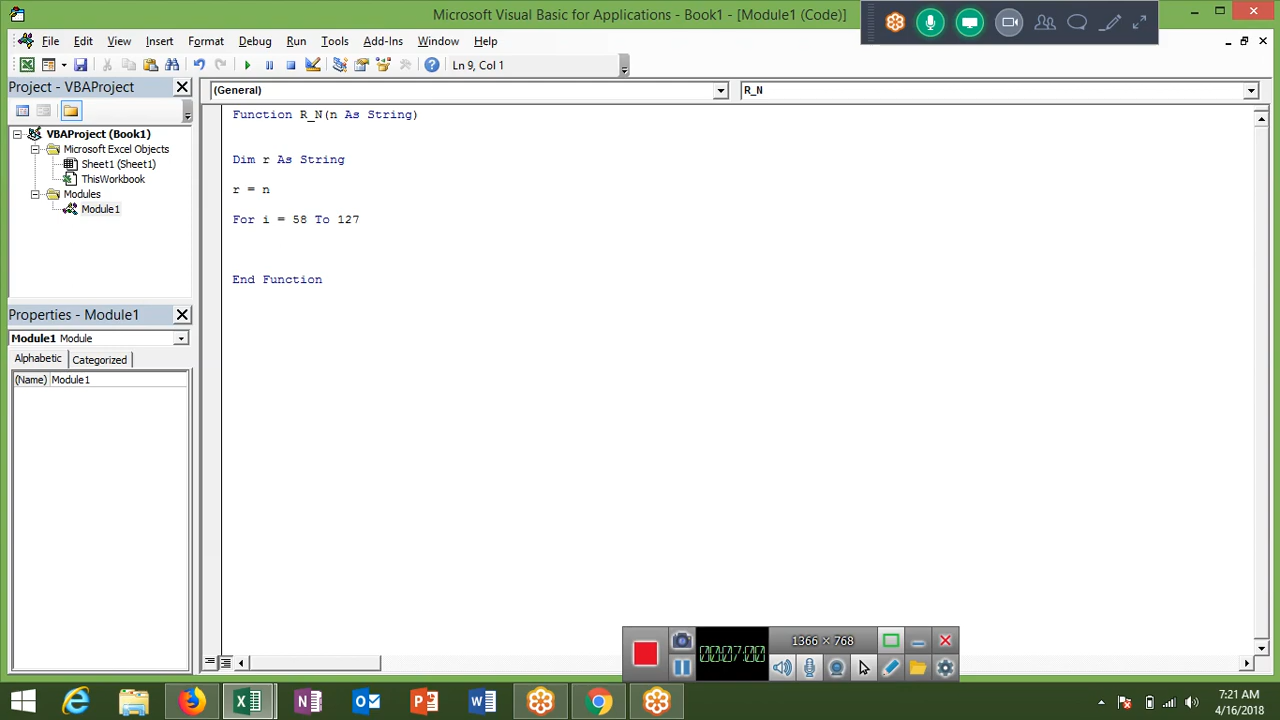 Microsoft Visual Basic for Applications - Book1 - [Module1 (Code)]
File Edit View Insert Format Debug Run Tools Add-Ins Window Help
Ln 9, Col 1
Project - VBAProject
(General)
R_N
VBAProject (Book1)
Microsoft Excel Objects
Sheet1 (Sheet1)
ThisWorkbook
Modules
Module1
Function R_N(n As String)
Dim r As String
r = n
For i = 58 To 127
End Function
Properties - Module1
Module1 Module
Alphabetic Categorized
(Name) Module1
1366 × 768
00:07:00
7:21 AM
4/16/2018